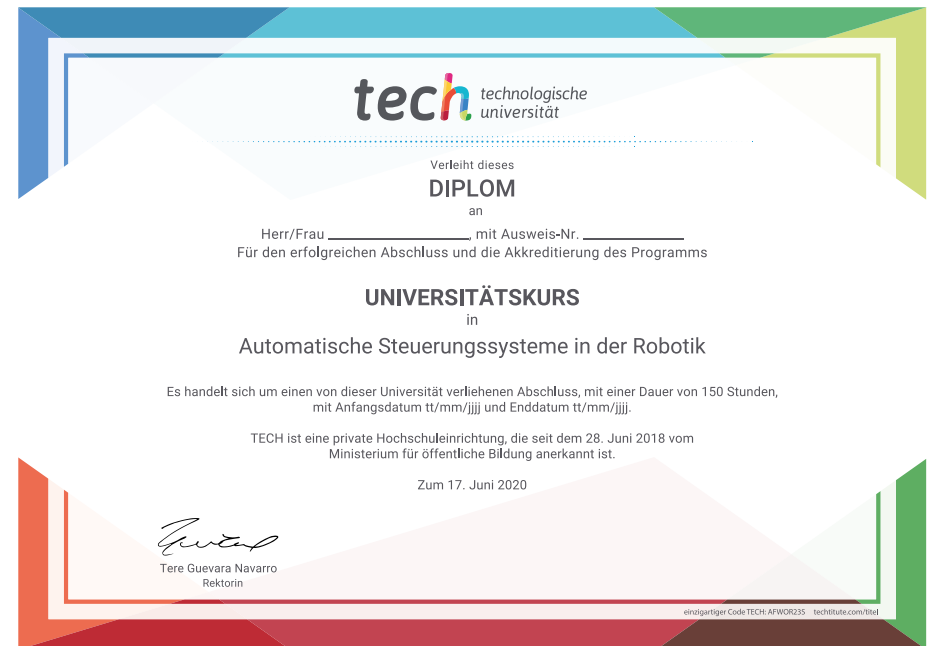 tech technologische
universität
Verleiht dieses
DIPLOM
an
Herr/Frau ____________________, mit Ausweis-Nr. ______________
Für den erfolgreichen Abschluss und die Akkreditierung des Programms
UNIVERSITÄTSKURS
in
Automatische Steuerungssysteme in der Robotik
Es handelt sich um einen von dieser Universität verliehenen Abschluss, mit einer Dauer von 150 Stunden,
mit Anfangsdatum tt/mm/jjjj und Enddatum tt/mm/jjjj.
TECH ist eine private Hochschuleinrichtung, die seit dem 28. Juni 2018 vom
Ministerium für öffentliche Bildung anerkannt ist.
Zum 17. Juni 2020
Tere Guevara Navarro
Rektorin
einzigartiger Code TECH: AFWOR235 techtitute.com/titel